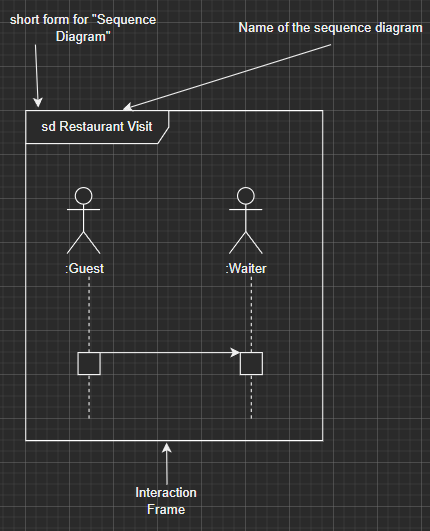 short form for "Sequence
Diagram"
Name of the sequence diagram
sd Restaurant Visit
:Guest
:Waiter
Interaction
Frame